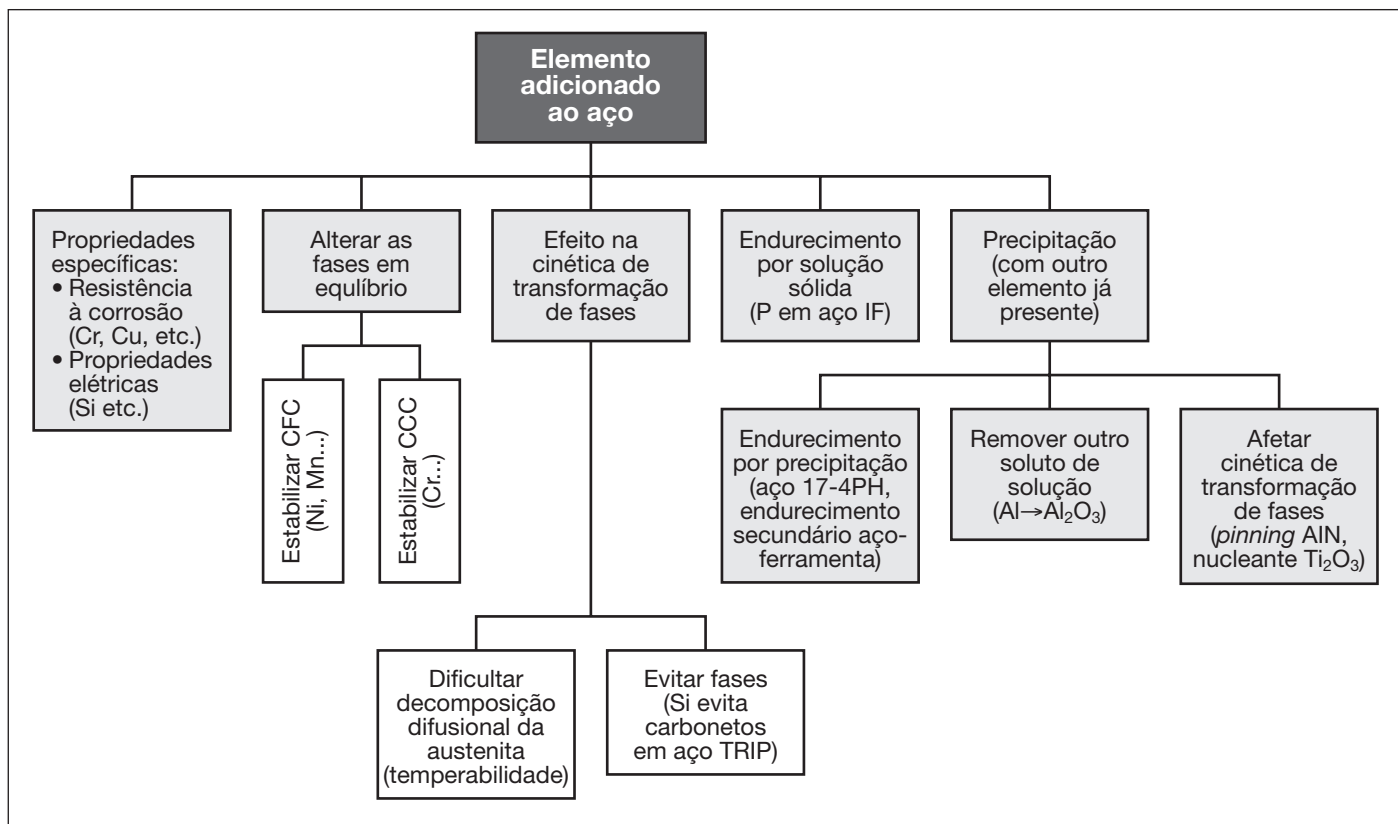 Elemento
adicionado
ao aço
Propriedades
específicas:
• Resistência
à corrosão
(Cr, Cu, etc.)
• Propriedades
elétricas
(Si etc.)
Alterar as
fases em
equlíbrio
Efeito na
cinética de
transformação
de fases
Endurecimento
por solução
sólida
(P em aço IF)
Precipitação
(com outro
elemento já
presente)
Estabilizar CFC
(Ni, Mn...)
Estabilizar CCC
(Cr...)
Endurecimento
por precipitação
(aço 17-4PH,
endurecimento
secundário aço-
ferramenta)
Remover outro
soluto de
solução
(Al→Al₂O₃)
Afetar
cinética de
transformação
de fases
(pinning AlN,
nucleante Ti₂O₃)
Dificultar
decomposição
difusional da
austenita
(temperabilidade)
Evitar fases
(Si evita
carbonetos
em aço TRIP)